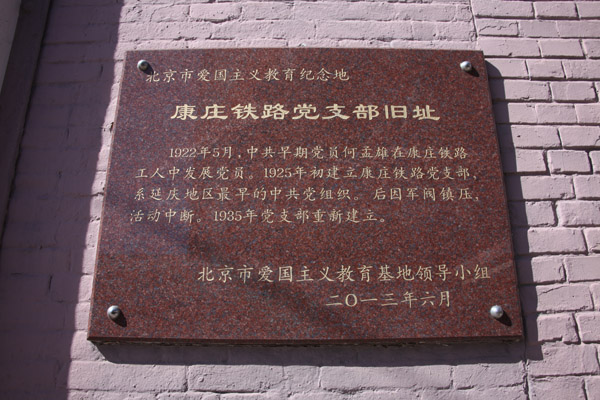 北京市爱国主义教育纪念地
康庄铁路党支部旧址
1922年5月，中共早期党员何孟雄在康庄铁路
工人中发展党员。1925年初建立康庄铁路党支部，
系延庆地区最早的中共党组织。后因军阀镇压，
活动中断。1935年党支部重新建立。
北京市爱国主义教育基地领导小组
二〇一三年六月